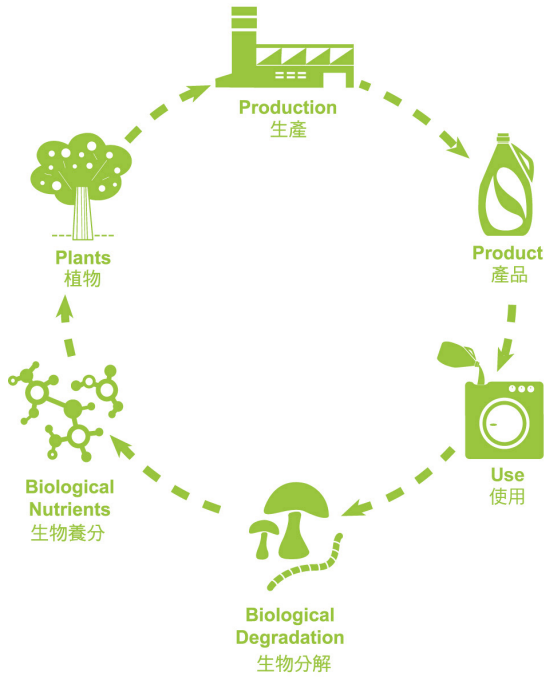 Production
生產
Product
產品
Use
使用
Biological
Degradation
生物分解
Biological
Nutrients
生物養分
Plants
植物